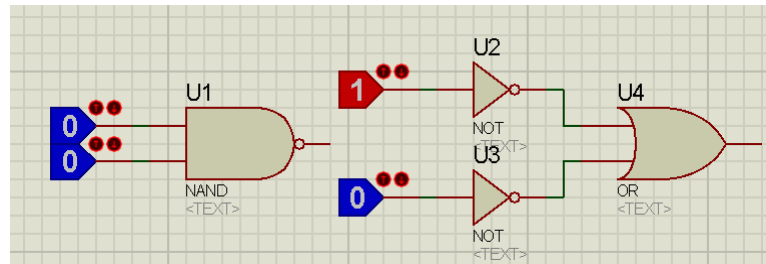 U1
0
0
NAND
<TEXT>
1
U2
NOT
<TEXT>
0
U3
NOT
<TEXT>
U4
OR
<TEXT>